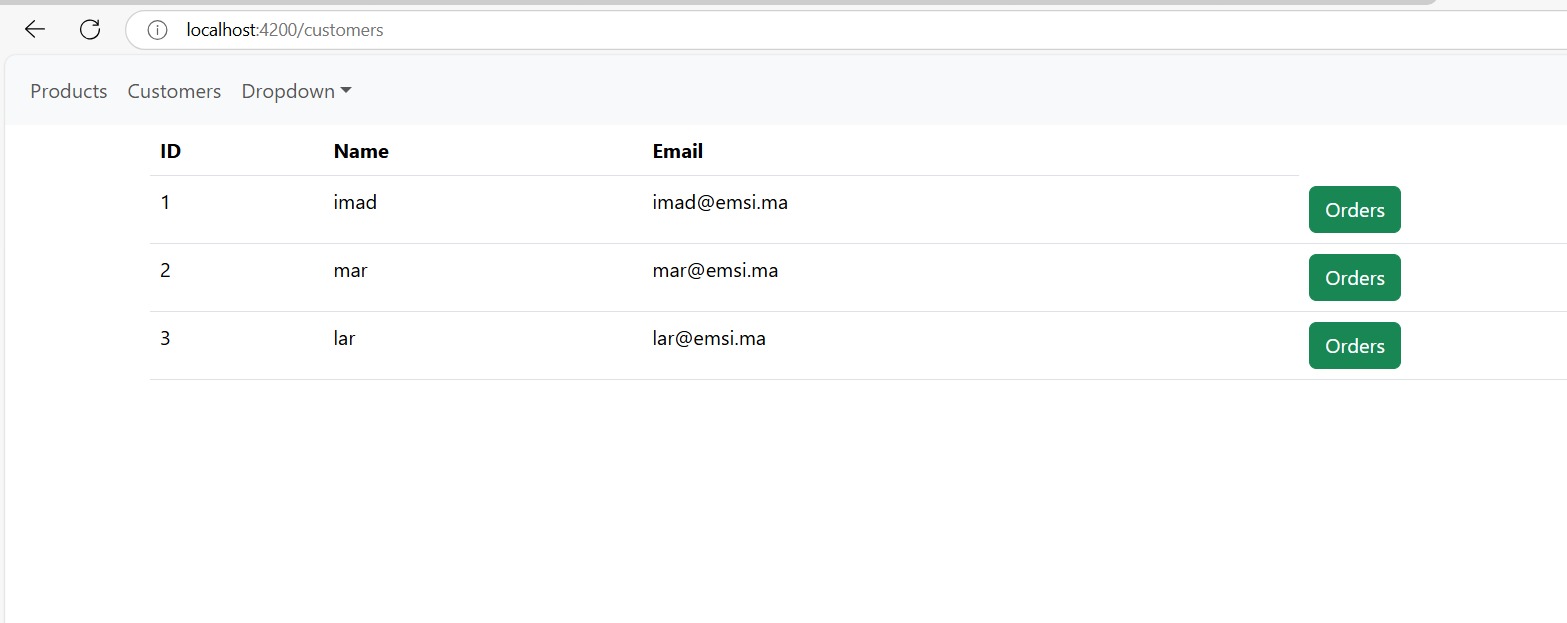 localhost:4200/customers
Products Customers Dropdown
ID Name Email
1 imad imad@emsi.ma Orders
2 mar mar@emsi.ma Orders
3 lar lar@emsi.ma Orders